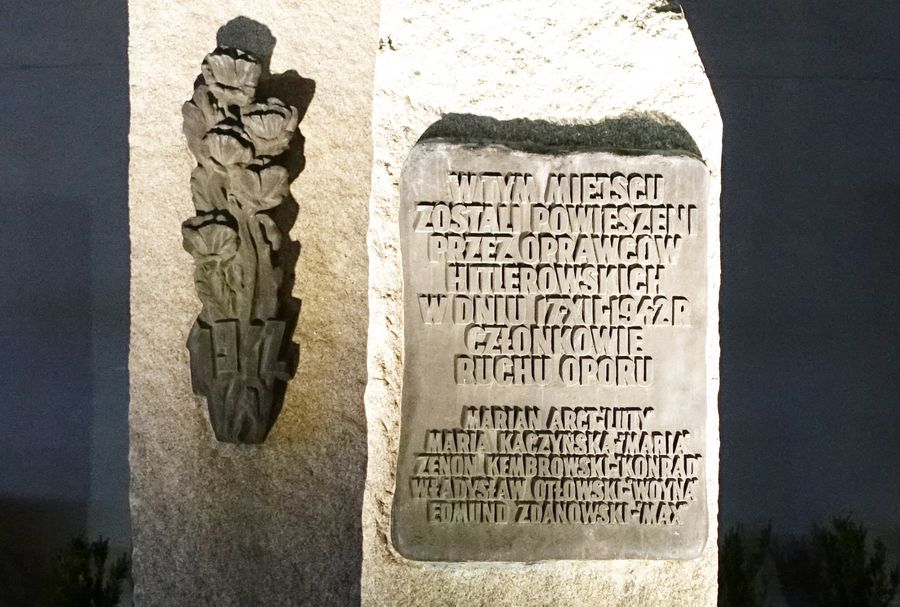 W TYM MIEJSCU
ZOSTALI POWIESZENI
PRZEZ OPRAWCÓW
HITLEROWSKICH
W DNIU 17·XII·1942 R
CZŁONKOWIE
RUCHU OPORU
MARIAN ARCT-LUTY
MARIA KACZYŃSKA-MARIA
ZENON KEMBROWSKI-KONRAD
WŁADYSŁAW OTŁOWSKI-WOYNA
EDMUND ZDANOWSKI-MAX